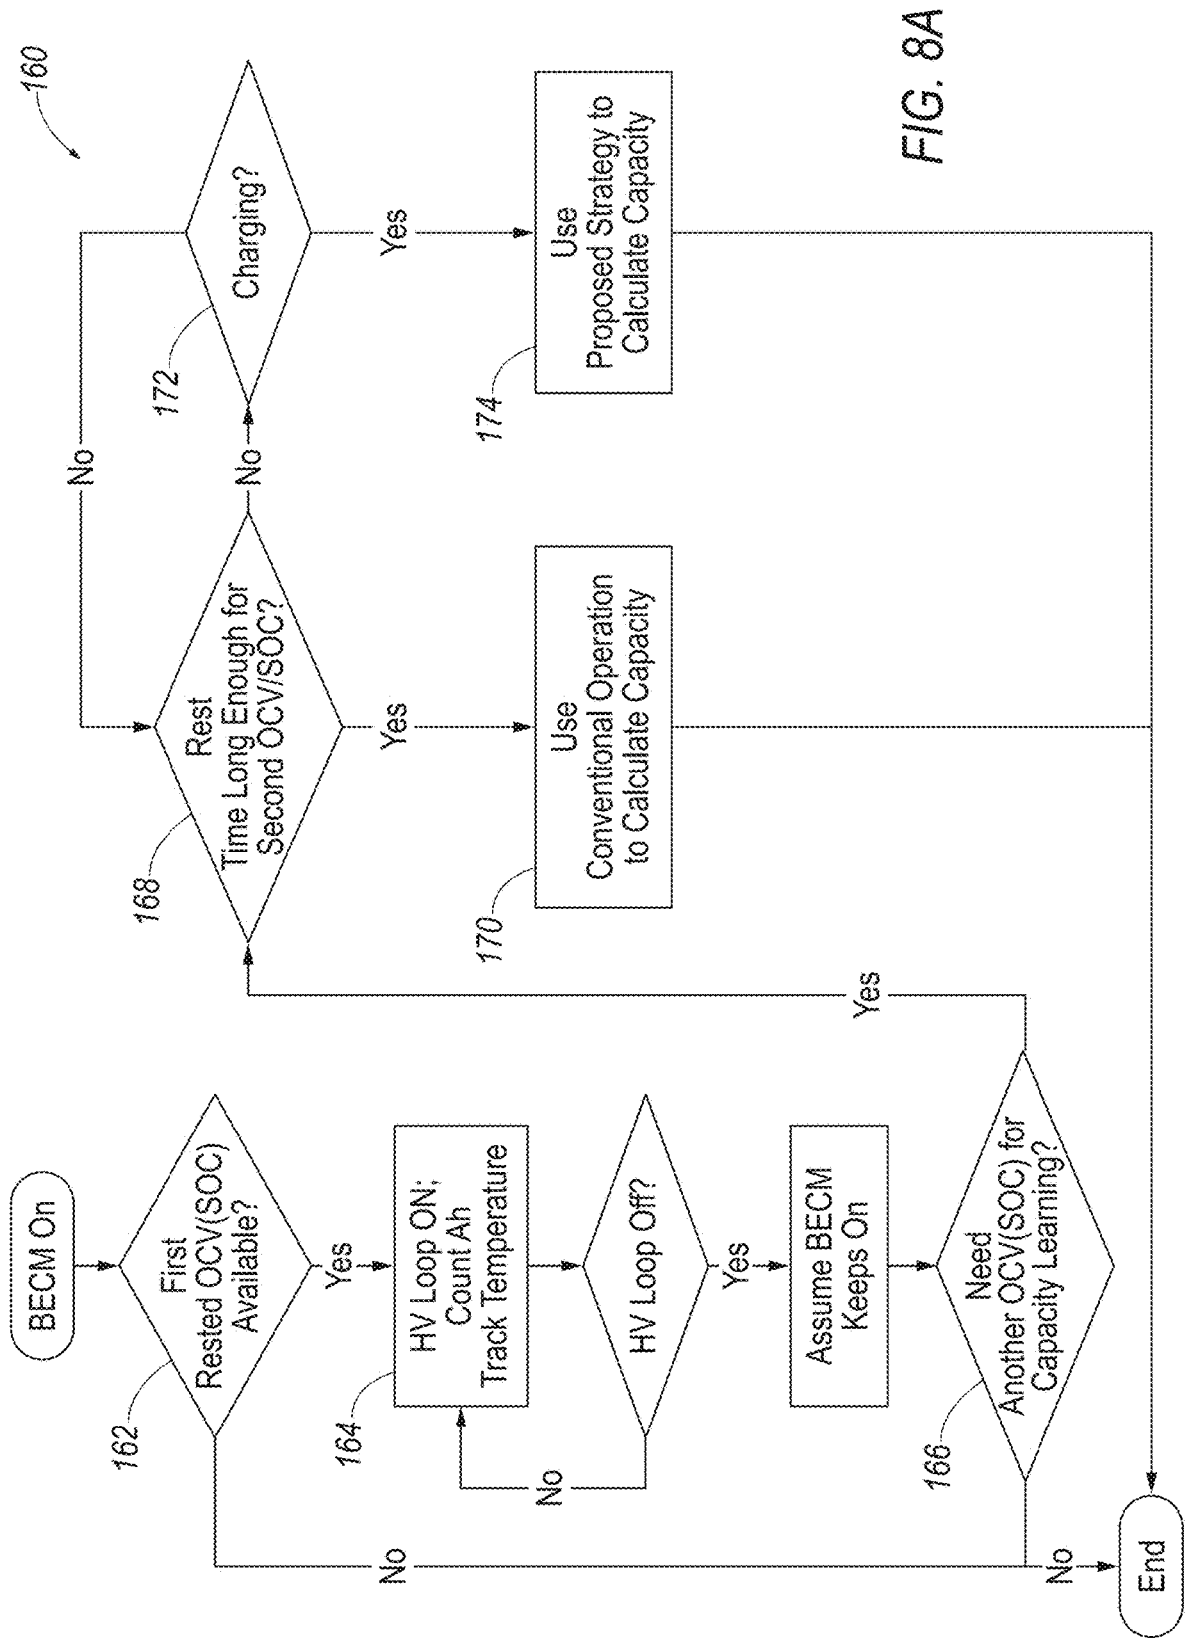 160
BECM On
First
Rested OCV(SOC)
Available?
162
No
Yes
HV Loop ON;
Count Ah
Track Temperature
164
HV Loop Off?
No
Yes
Assume BECM
Keeps On
Need
Another OCV(SOC) for
Capacity Learning?
166
No
Yes
End
Rest
Time Long Enough for
Second OCV/SOC?
168
No
Yes
Use
Conventional Operation
to Calculate Capacity
170
Charging?
172
No
Yes
Use
Proposed Strategy to
Calculate Capacity
174
FIG. 8A